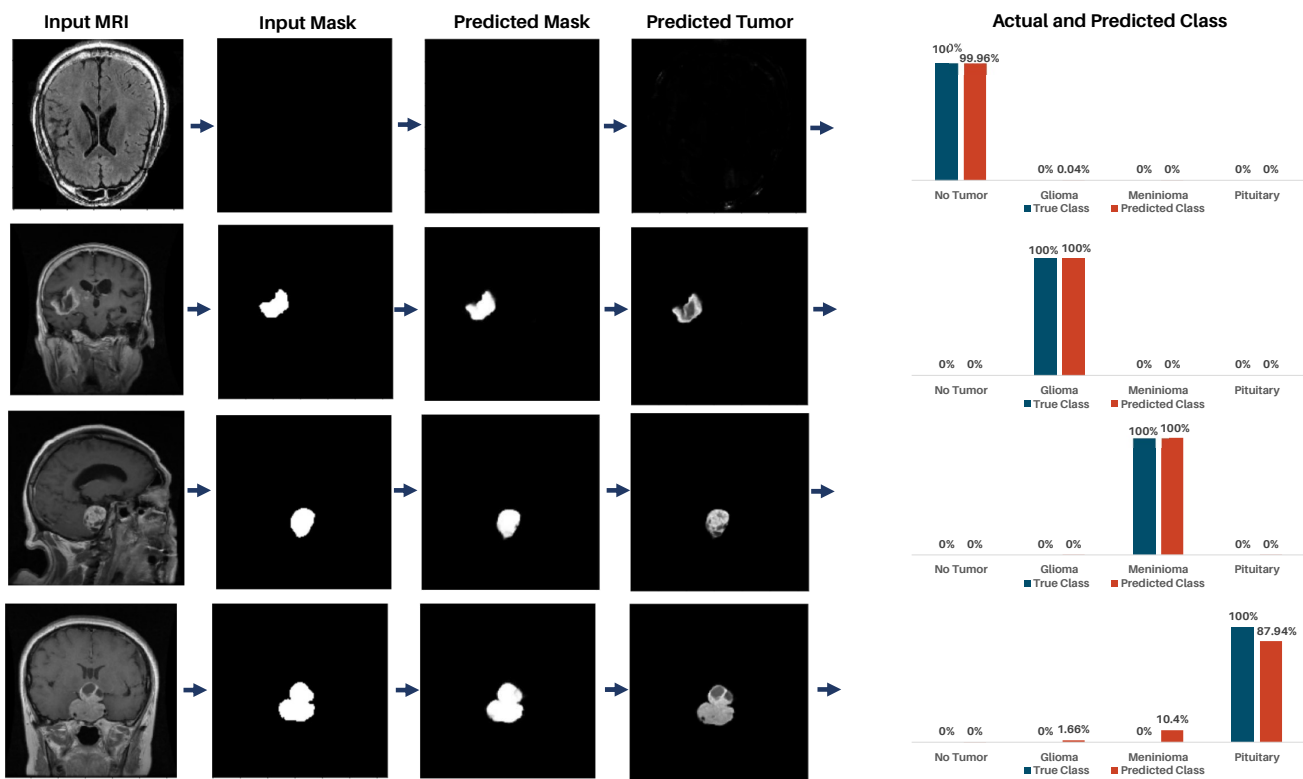 Input MRI
Input Mask
Predicted Mask
Predicted Tumor
Actual and Predicted Class
100%
99.96%
0% 0.04%
0% 0%
0% 0%
No Tumor
Glioma
Meninioma
Pituitary
True Class
Predicted Class
100%
100%
0% 0%
0% 0%
0% 0%
No Tumor
Glioma
Meninioma
Pituitary
True Class
Predicted Class
100%
100%
0% 0%
0% 0%
0% 0%
No Tumor
Glioma
Meninioma
Pituitary
True Class
Predicted Class
100%
87.94%
10.4%
0% 0%
0% 1.66%
0%
No Tumor
Glioma
Meninioma
Pituitary
True Class
Predicted Class